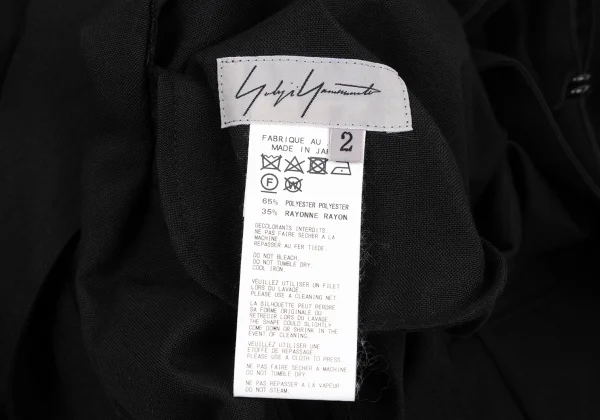 Yohji Yamamoto
2
FABRIQUE AU
MADE IN JAP
F
W
65% POLYESTER POLYESTER
35% RAYONNE RAYON
DECOLORANTS INTERDITS.
NE PAS FAIRE SECHER A LA
MACHINE
REPASSER AU FER TIEDE.
DO NOT BLEACH.
DO NOT TUMBLE DRY.
COOL IRON.
VEUILLEZ UTILISER UN FILET
LORS DU LAVAGE.
PLEASE USE A CLEANING NET
LA SILHOUETTE PEUT PERDRE
SA FORME ORIGINALE OU
RETRECIR LORS DU LAVAGE.
THE SHAPE COULD SLIGHTLY
COME DOWN OR SHRINK IN THE
EVENT OF CLEANING.
VEUILLEZ UTILISER UNE
ETOFFE DE REPASSAGE.
PLEASE USE A CLOTH TO PRESS.
NE PAS FAIRE SECHER A MACHINE
DO NOT TUMBLE DRY
NE PAS REPASSER A LA VAPEUR
DO NOT STEAM.